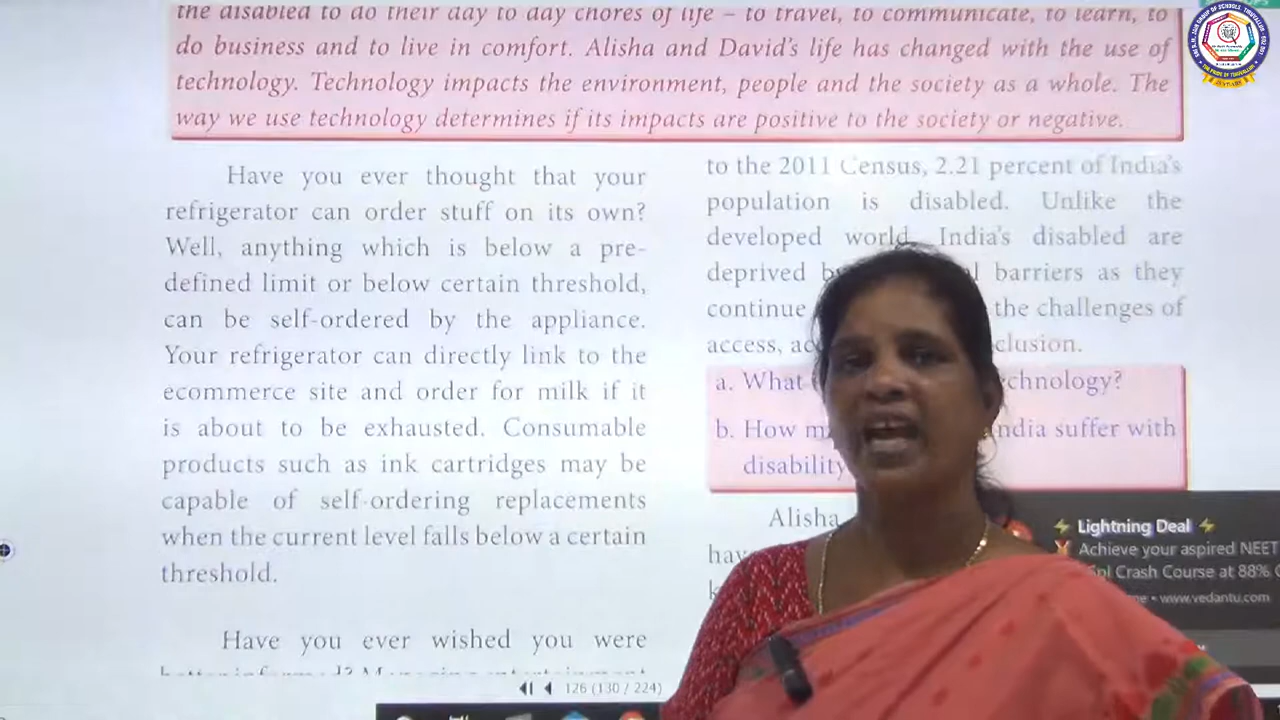 the disabled to do their day to day chores of life – to travel, to communicate, to learn, to
do business and to live in comfort. Alisha and David's life has changed with the use of
technology. Technology impacts the environment, people and the society as a whole. The
way we use technology determines if its impacts are positive to the society or negative.
Have you ever thought that your
refrigerator can order stuff on its own?
Well, anything which is below a pre-
defined limit or below certain threshold,
can be self-ordered by the appliance.
Your refrigerator can directly link to the
ecommerce site and order for milk if it
is about to be exhausted. Consumable
products such as ink cartridges may be
capable of self-ordering replacements
when the current level falls below a certain
threshold.
Have you ever wished you were
to the 2011 Census, 2.21 percent of India's
population is disabled. Unlike the
developed world, India's disabled are
deprived barriers as they
continue the challenges of
access,
a. What technology?
b. How India suffer with
disability
Alisha
126 (130 / 224)
⚡ Lightning Deal ⚡
Achieve your aspired NEET
Crash Course at 88%
• www.vedantu.com